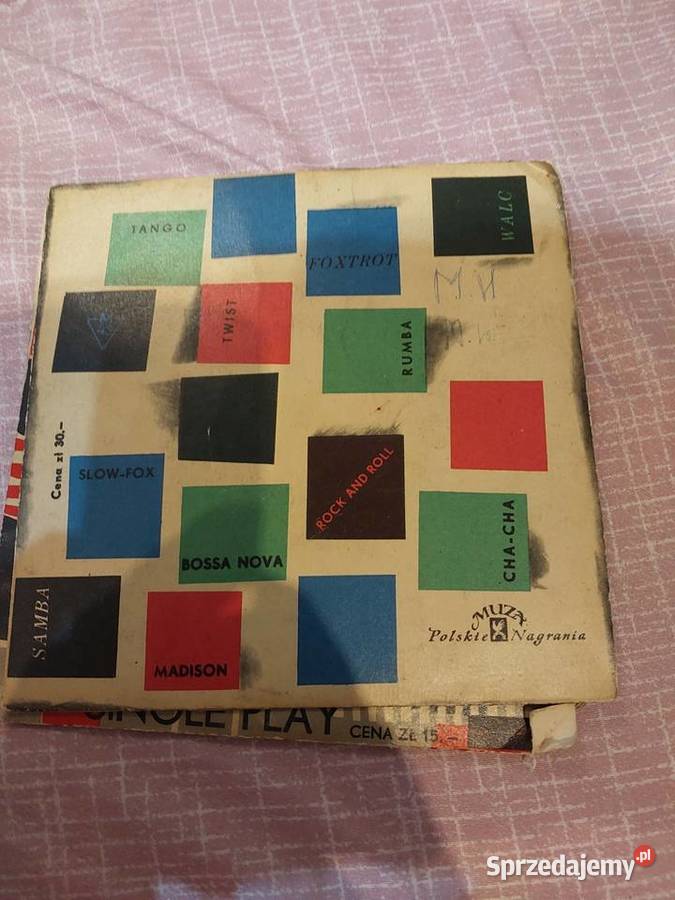 TANGO
WALC
FOXTROT
M H
TWIST
RUMBA
Cena zł 30,–
SLOW-FOX
ROCK AND ROLL
BOSSA NOVA
CHA-CHA
SAMBA
MADISON
MUZA
Polskie Nagrania
SINGLE PLAY
CENA ZŁ 15,–
Sprzedajemy.pl